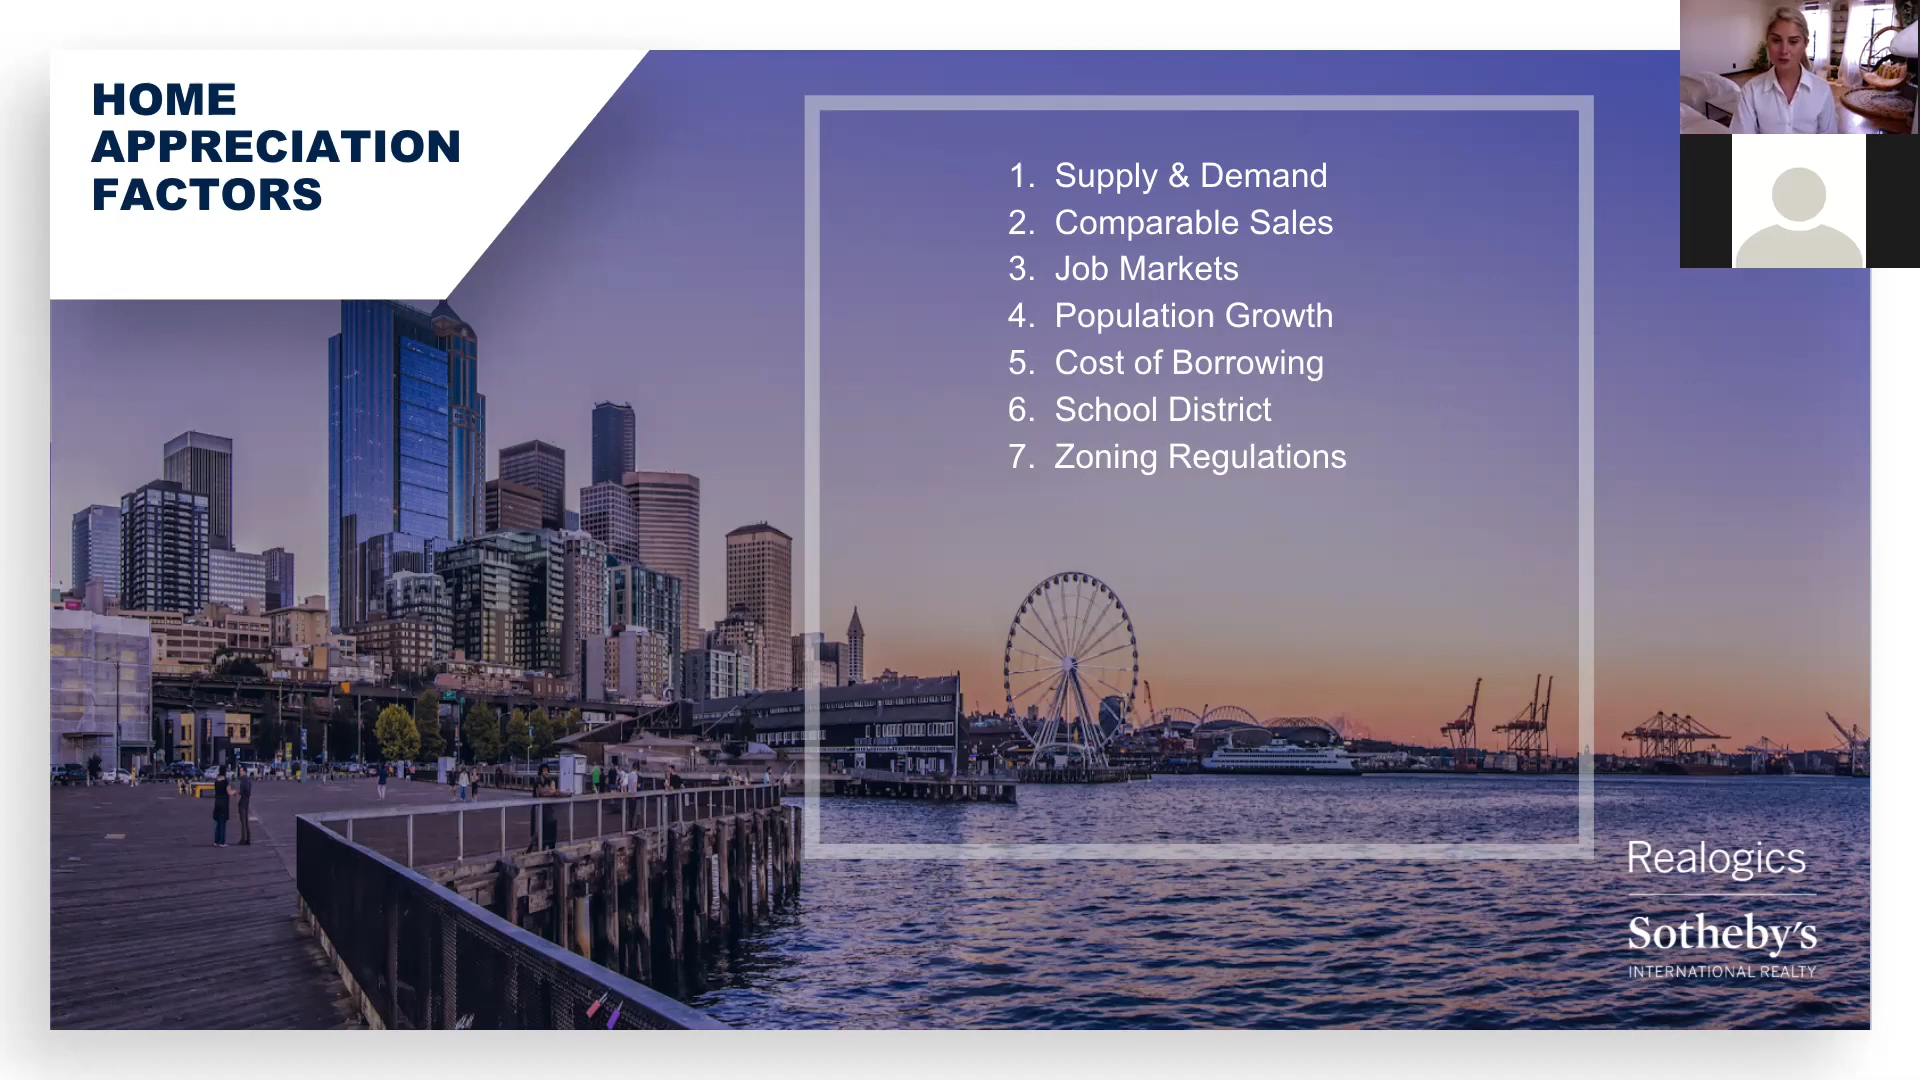 HOME
APPRECIATION
FACTORS
1. Supply & Demand
2. Comparable Sales
3. Job Markets
4. Population Growth
5. Cost of Borrowing
6. School District
7. Zoning Regulations
Realogics
Sotheby's
INTERNATIONAL REALTY